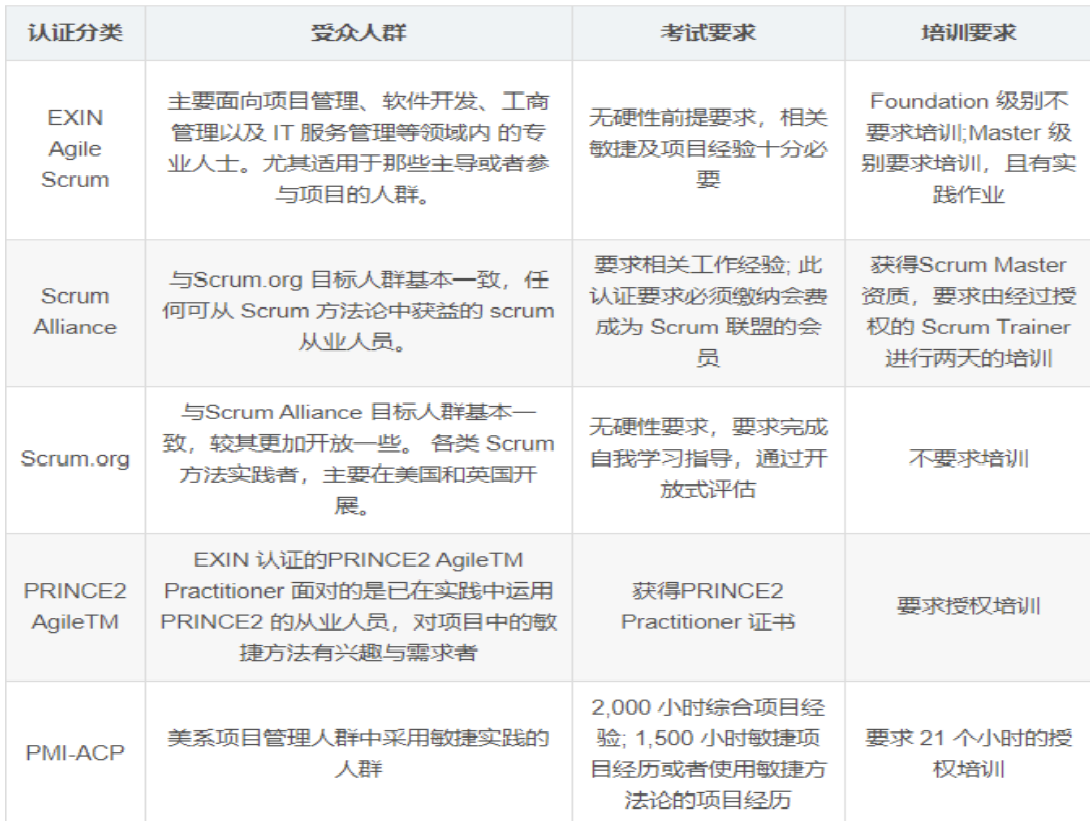 认证分类
受众人群
考试要求
培训要求
EXIN
Agile
Scrum
主要面向项目管理、软件开发、工商
管理以及 IT 服务管理等领域内 的专
业人士。尤其适用于那些主导或者参
与项目的人群。
无硬性前提要求，相关
敏捷及项目经验十分必
要
Foundation 级别不
要求培训;Master 级
别要求培训，且有实
践作业
Scrum
Alliance
与Scrum.org 目标人群基本一致，任
何可从 Scrum 方法论中获益的 scrum
从业人员。
要求相关工作经验; 此
认证要求必须缴纳会费
成为 Scrum 联盟的会
员
获得Scrum Master
资质，要求由经过授
权的 Scrum Trainer
进行两天的培训
Scrum.org
与Scrum Alliance 目标人群基本一
致，较其更加开放一些。 各类 Scrum
方法实践者，主要在美国和英国开
展。
无硬性要求，要求完成
自我学习指导，通过开
放式评估
不要求培训
PRINCE2
AgileTM
EXIN 认证的PRINCE2 AgileTM
Practitioner 面对的是已在实践中运用
PRINCE2 的从业人员，对项目中的敏
捷方法有兴趣与需求者
获得PRINCE2
Practitioner 证书
要求授权培训
PMI-ACP
美系项目管理人群中采用敏捷实践的
人群
2,000 小时综合项目经
验; 1,500 小时敏捷项
目经历或者使用敏捷方
法论的项目经历
要求 21 个小时的授
权培训